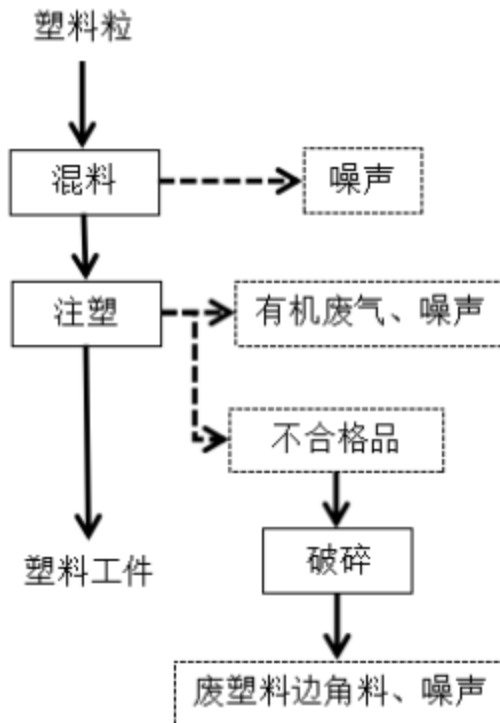 塑料粒
混料
噪声
注塑
有机废气、噪声
不合格品
破碎
塑料工件
废塑料边角料、噪声